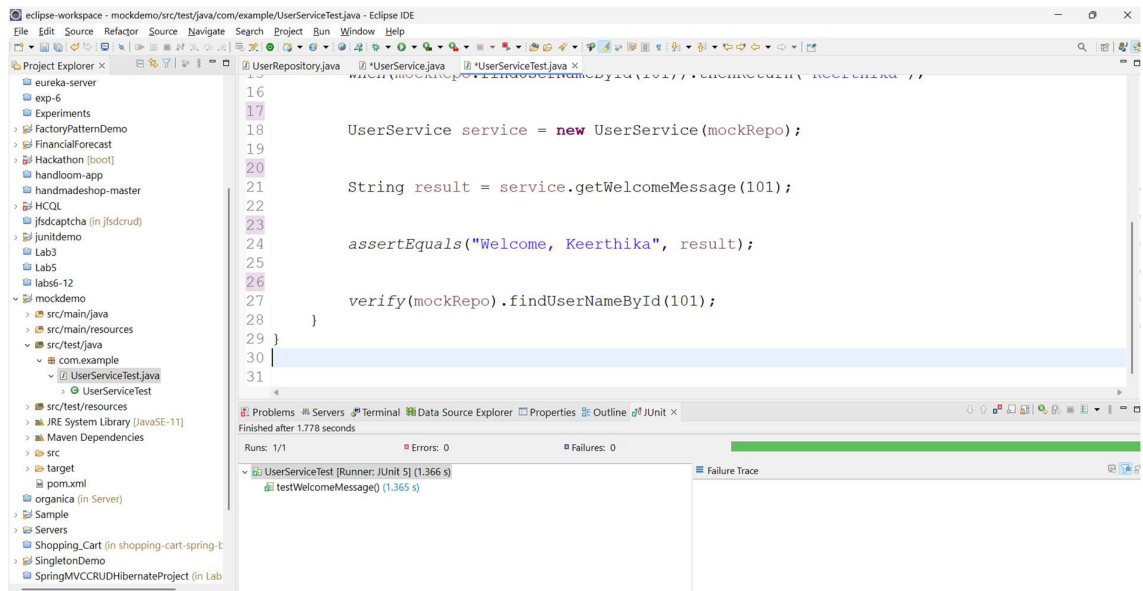 eclipse-workspace - mockdemo/src/test/java/com/example/UserServiceTest.java - Eclipse IDE
File Edit Source Refactor Source Navigate Search Project Run Window Help
Project Explorer ×
eureka-server
exp-6
Experiments
FactoryPatternDemo
FinancialForecast
Hackathon [boot]
handloom-app
handmadeshop-master
HCQL
jfsdcaptcha (in jfsdcrud)
junitdemo
Lab3
Lab5
labs6-12
mockdemo
src/main/java
src/main/resources
src/test/java
com.example
UserServiceTest.java
UserServiceTest
src/test/resources
JRE System Library [JavaSE-11]
Maven Dependencies
src
target
pom.xml
organica (in Server)
Sample
Servers
Shopping_Cart (in shopping-cart-spring-b
SingletonDemo
SpringMVCCRUDHibernateProject (in Lab
UserRepository.java *UserService.java *UserServiceTest.java ×
15 when(mockRepo.findUserNameById(101)).thenReturn("Keerthika");
16
17
18 UserService service = new UserService(mockRepo);
19
20
21 String result = service.getWelcomeMessage(101);
22
23
24 assertEquals("Welcome, Keerthika", result);
25
26
27 verify(mockRepo).findUserNameById(101);
28 }
29 }
30
31
Problems Servers Terminal Data Source Explorer Properties Outline JUnit ×
Finished after 1.778 seconds
Runs: 1/1 Errors: 0 Failures: 0
UserServiceTest [Runner: JUnit 5] (1.366 s)
testWelcomeMessage() (1.365 s)
Failure Trace